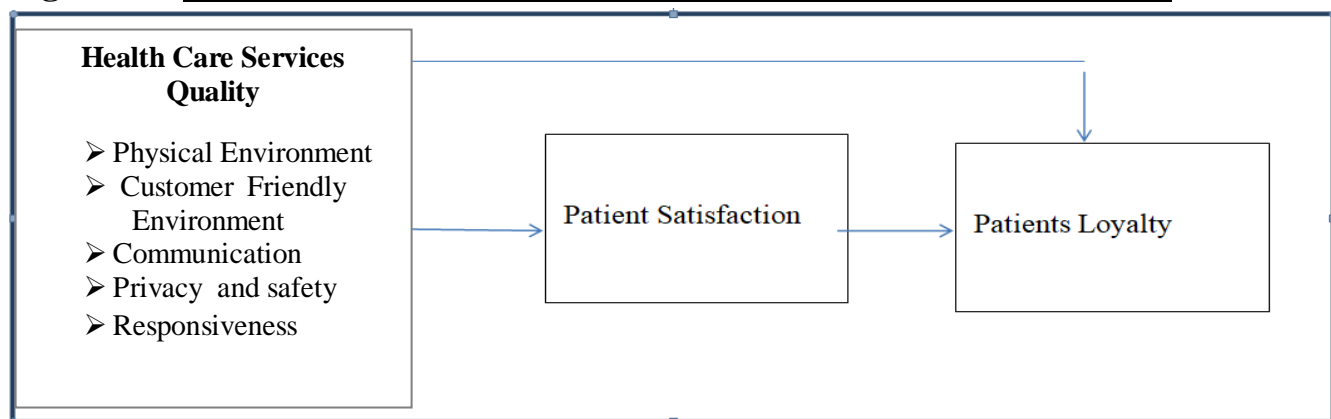 Health Care Services
Quality
➢ Physical Environment
➢ Customer Friendly
Environment
➢ Communication
➢ Privacy and safety
➢ Responsiveness
Patient Satisfaction
Patients Loyalty